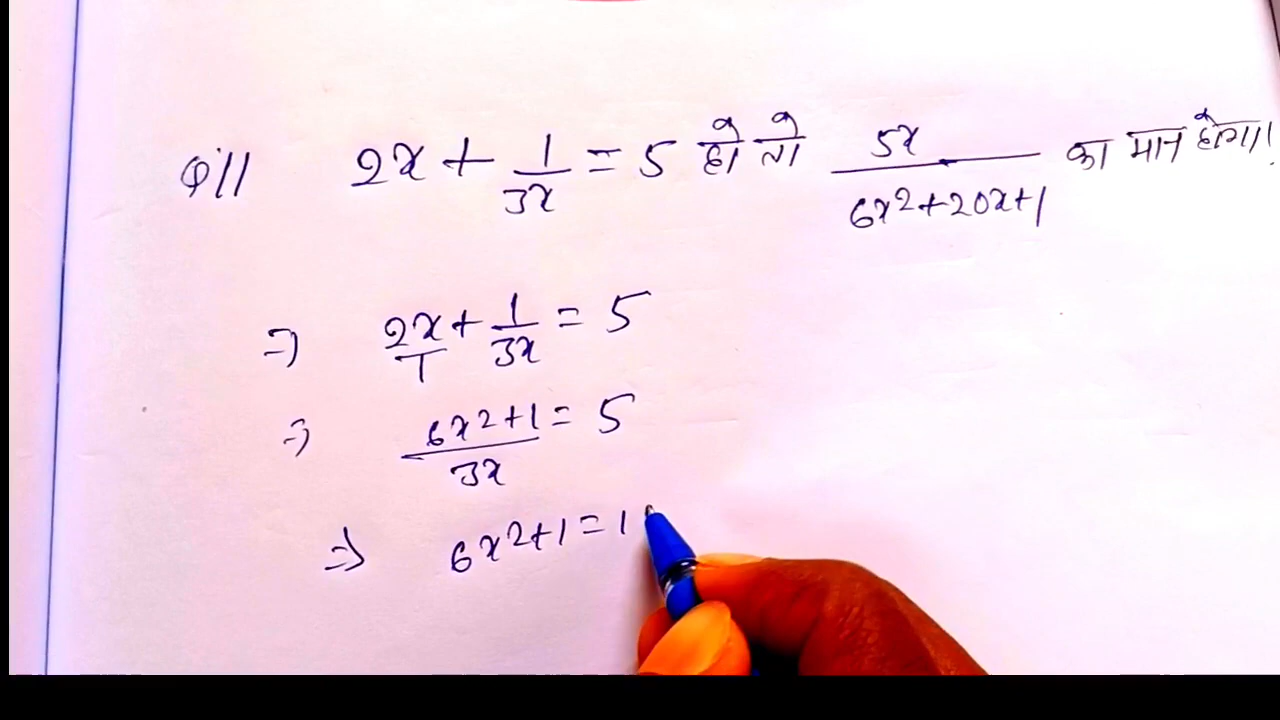 Q'11 2x + 1/3x = 5 हो तो 5x/6x²+20x+1 का मान होगा।
⇒ 2x/1 + 1/3x = 5
⇒ 6x²+1/3x = 5
⇒ 6x²+1 = 1